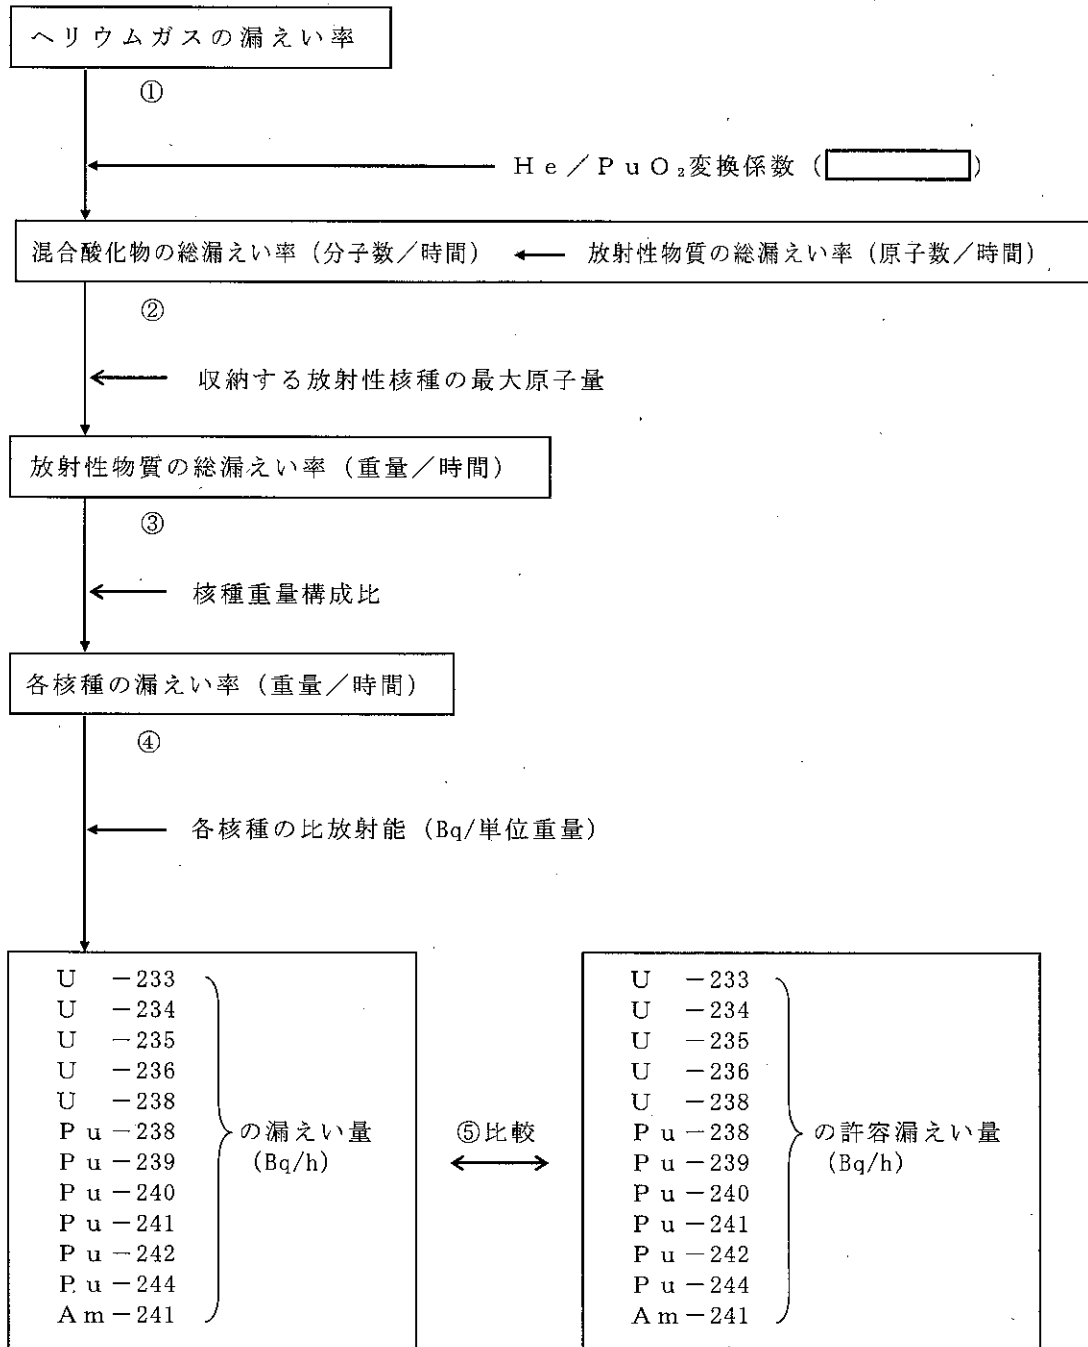 ヘリウムガスの漏えい率
①
Ｈｅ／ＰｕＯ₂変換係数（　　　）
混合酸化物の総漏えい率（分子数／時間） ← 放射性物質の総漏えい率（原子数／時間）
②
収納する放射性核種の最大原子量
放射性物質の総漏えい率（重量／時間）
③
核種重量構成比
各核種の漏えい率（重量／時間）
④
各核種の比放射能（Bq/単位重量）
U －233
U －234
U －235
U －236
U －238
Pu－238
Pu－239
Pu－240
Pu－241
Pu－242
Pu－244
Am－241
の漏えい量
(Bq/h)
⑤比較
U －233
U －234
U －235
U －236
U －238
Pu－238
Pu－239
Pu－240
Pu－241
Pu－242
Pu－244
Am－241
の許容漏えい量
(Bq/h)